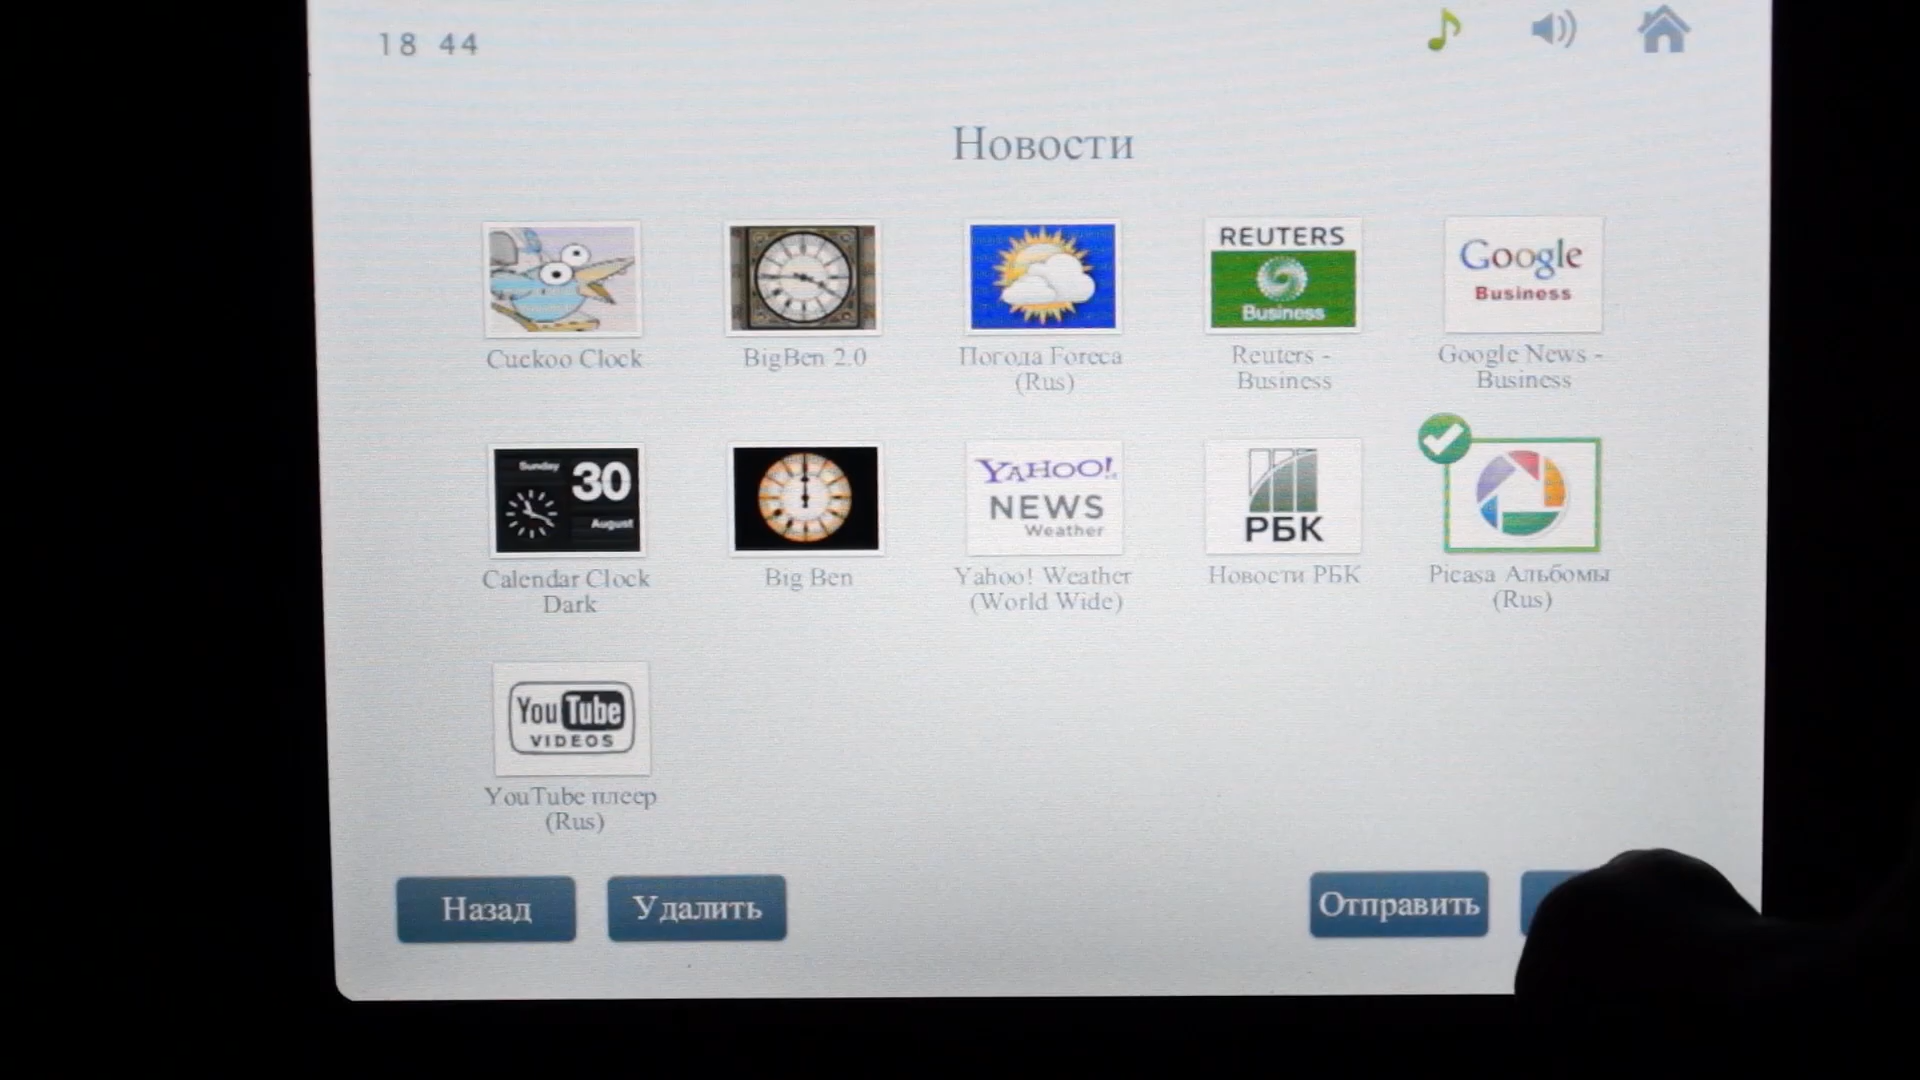 18 44
Новости
REUTERS
Business
Google
Business
Cuckoo Clock
BigBen 2.0
Погода Foreca
(Rus)
Reuters -
Business
Google News -
Business
Sunday
30
August
YAHOO!
NEWS
Weather
РБК
Calendar Clock
Dark
Big Ben
Yahoo! Weather
(World Wide)
Новости РБК
Picasa Альбомы
(Rus)
YouTube
VIDEOS
YouTube плеер
(Rus)
Назад
Удалить
Отправить